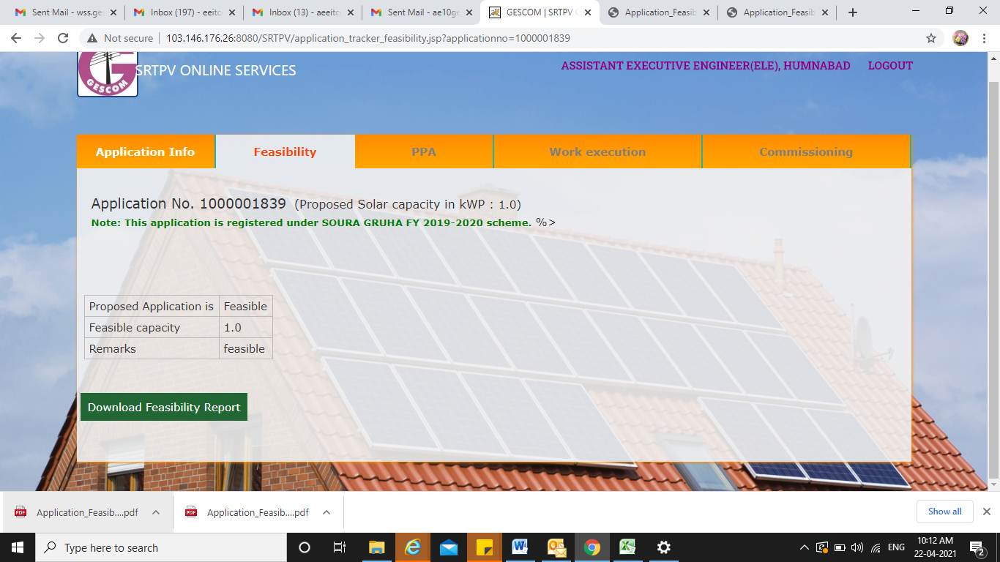 Sent Mail - wss.ge
Inbox (197) - eeitc
Inbox (13) - aeeitc
Sent Mail - ae10ge
GESCOM | SRTPV
Application_Feasib
Application_Feasib
Not secure
103.146.176.26:8080/SRTPV/application_tracker_feasibility.jsp?applicationno=1000001839
GESCOM
SRTPV ONLINE SERVICES
ASSISTANT EXECUTIVE ENGINEER(ELE), HUMNABAD
LOGOUT
Application Info
Feasibility
PPA
Work execution
Commissioning
Application No. 1000001839 (Proposed Solar capacity in kWP : 1.0)
Note: This application is registered under SOURA GRUHA FY 2019-2020 scheme. %>
Proposed Application is Feasible
Feasible capacity 1.0
Remarks feasible
Download Feasibility Report
Application_Feasib....pdf
Application_Feasib....pdf
Show all
Type here to search
ENG
10:12 AM
22-04-2021
2